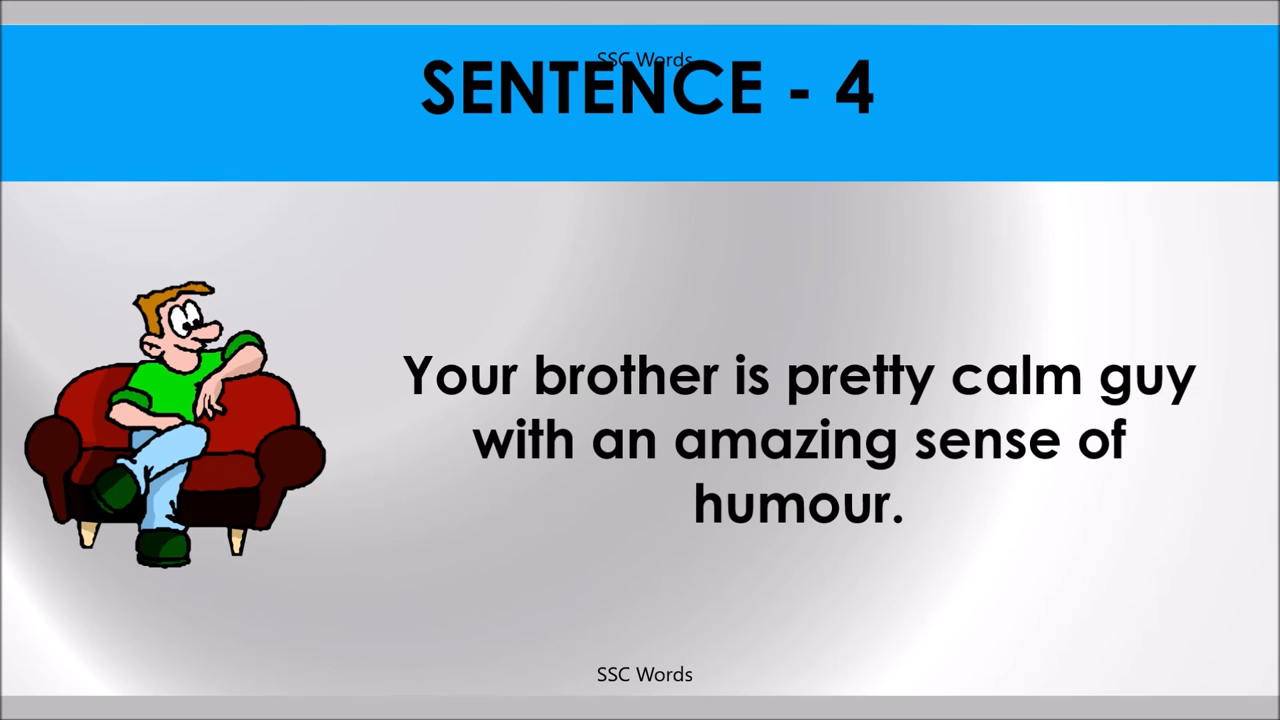 SSC Words
SENTENCE - 4
Your brother is pretty calm guy
with an amazing sense of
humour.
SSC Words